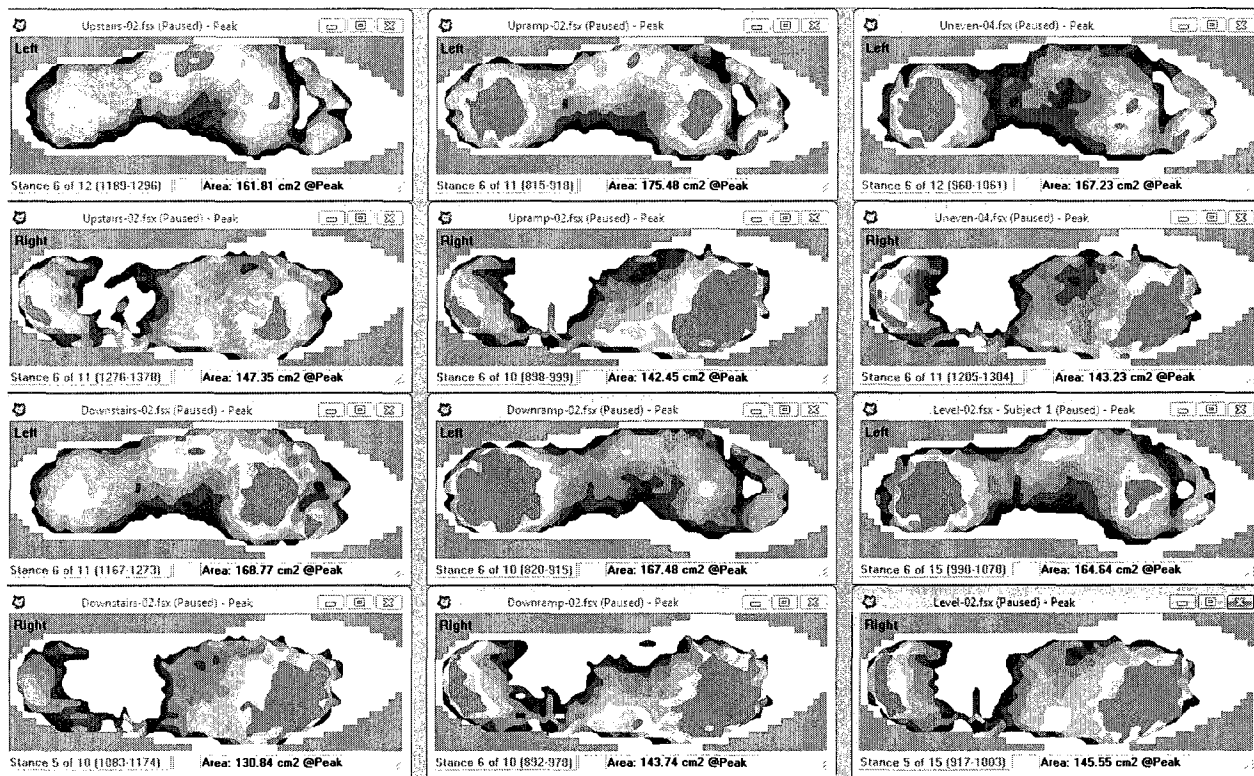 Upstairs-02.fsx (Paused) - Peak
Left
Stance 6 of 12 (1189-1296) Area: 161.81 cm2 @Peak
Upramp-02.fsx (Paused) - Peak
Left
Stance 6 of 11 (815-918) Area: 175.48 cm2 @Peak
Uneven-04.fsx (Paused) - Peak
Left
Stance 6 of 12 (960-1061) Area: 167.23 cm2 @Peak
Upstairs-02.fsx (Paused) - Peak
Right
Stance 6 of 11 (1276-1378) Area: 147.35 cm2 @Peak
Upramp-02.fsx (Paused) - Peak
Right
Stance 6 of 10 (898-999) Area: 142.45 cm2 @Peak
Uneven-04.fsx (Paused) - Peak
Right
Stance 6 of 11 (1205-1304) Area: 143.23 cm2 @Peak
Downstairs-02.fsx (Paused) - Peak
Left
Stance 6 of 11 (1167-1273) Area: 168.77 cm2 @Peak
Downramp-02.fsx (Paused) - Peak
Left
Stance 6 of 10 (820-915) Area: 167.48 cm2 @Peak
Level-02.fsx - Subject 1 (Paused) - Peak
Left
Stance 6 of 15 (990-1078) Area: 164.64 cm2 @Peak
Downstairs-02.fsx (Paused) - Peak
Right
Stance 5 of 10 (1083-1174) Area: 130.84 cm2 @Peak
Downramp-02.fsx (Paused) - Peak
Right
Stance 6 of 10 (892-978) Area: 143.74 cm2 @Peak
Level-02.fsx (Paused) - Peak
Right
Stance 5 of 15 (917-1003) Area: 145.55 cm2 @Peak